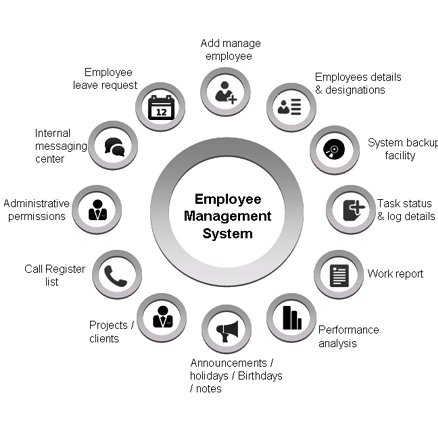 Add manage
employee
Employees details
& designations
System backup
facility
Task status
& log details
Work report
Performance
analysis
Announcements /
holidays / Birthdays
/ notes
Projects /
clients
Call Register
list
Administrative
permissions
Internal
messaging
center
Employee
leave request
12
Employee
Management
System